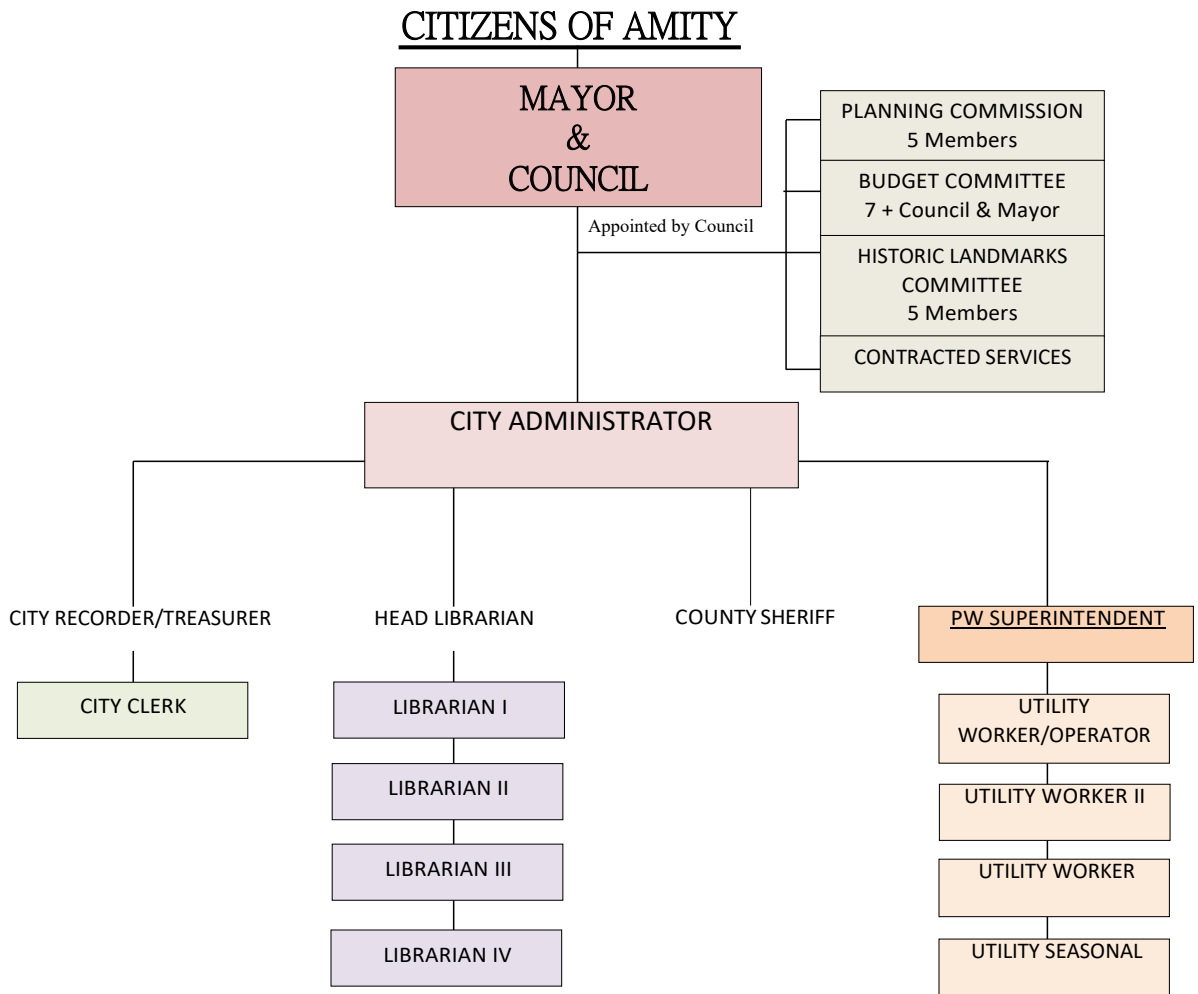 CITIZENS OF AMITY
MAYOR
&
COUNCIL
PLANNING COMMISSION
5 Members
BUDGET COMMITTEE
7 + Council & Mayor
Appointed by Council
HISTORIC LANDMARKS
COMMITTEE
5 Members
CONTRACTED SERVICES
CITY ADMINISTRATOR
CITY RECORDER/TREASURER
HEAD LIBRARIAN
COUNTY SHERIFF
PW SUPERINTENDENT
CITY CLERK
LIBRARIAN I
LIBRARIAN II
LIBRARIAN III
LIBRARIAN IV
UTILITY
WORKER/OPERATOR
UTILITY WORKER II
UTILITY WORKER
UTILITY SEASONAL